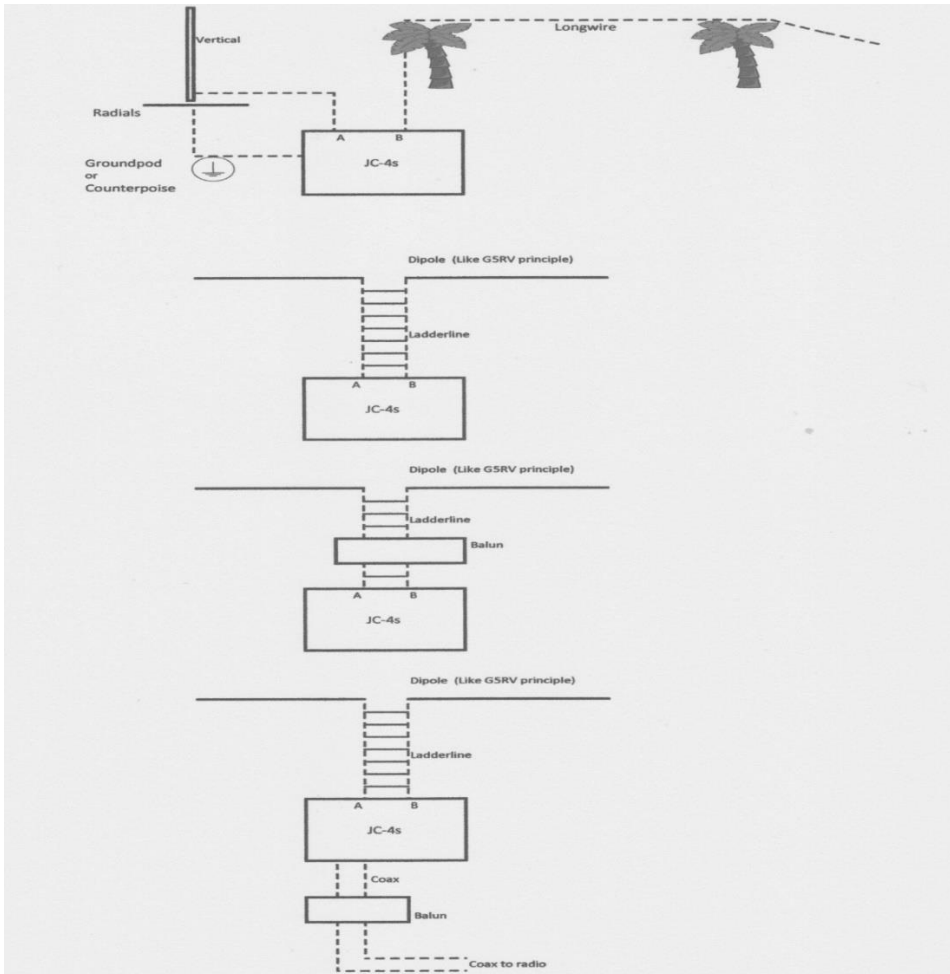 Vertical
Longwire
Radials
A
B
JC-4s
Groundpod
or
Counterpoise
Dipole (Like G5RV principle)
Ladderline
A
B
JC-4s
Dipole (Like G5RV principle)
Ladderline
Balun
A
B
JC-4s
Dipole (Like G5RV principle)
Ladderline
A
B
JC-4s
Coax
Balun
Coax to radio